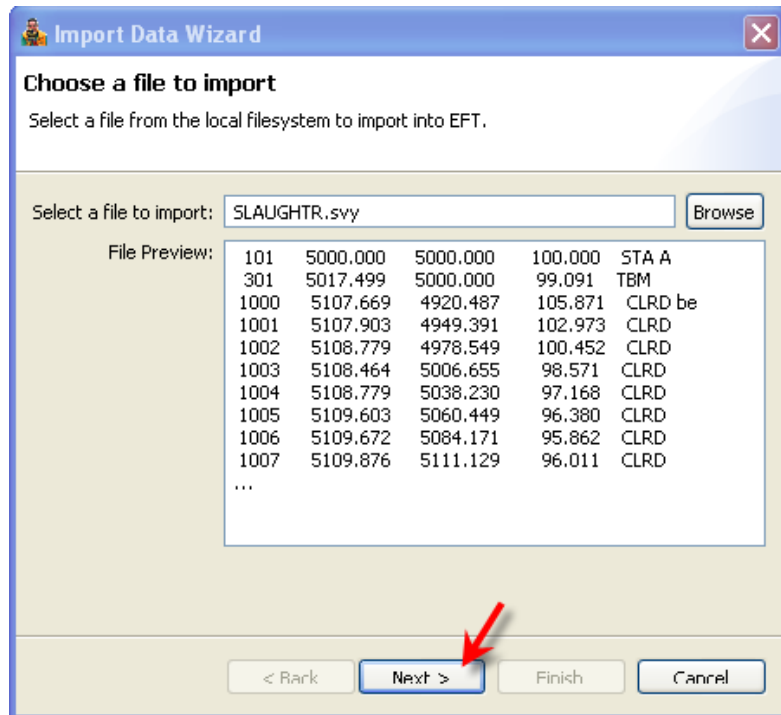 Import Data Wizard
Choose a file to import
Select a file from the local filesystem to import into EFT.
Select a file to import: SLAUGHTR.svy Browse
File Preview:
101 5000.000 5000.000 100.000 STA A
301 5017.499 5000.000 99.091 TBM
1000 5107.669 4920.487 105.871 CLRD be
1001 5107.903 4949.391 102.973 CLRD
1002 5108.779 4978.549 100.452 CLRD
1003 5108.464 5006.655 98.571 CLRD
1004 5108.779 5038.230 97.168 CLRD
1005 5109.603 5060.449 96.380 CLRD
1006 5109.672 5084.171 95.862 CLRD
1007 5109.876 5111.129 96.011 CLRD
...
< Back Next > Finish Cancel